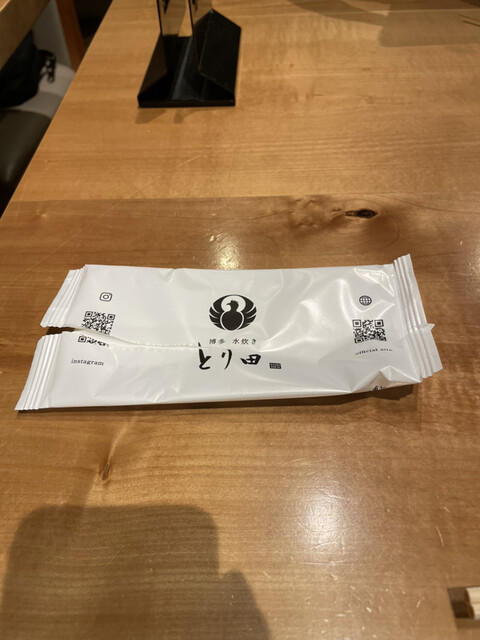 博多 水炊き
とり田
instagram
official site